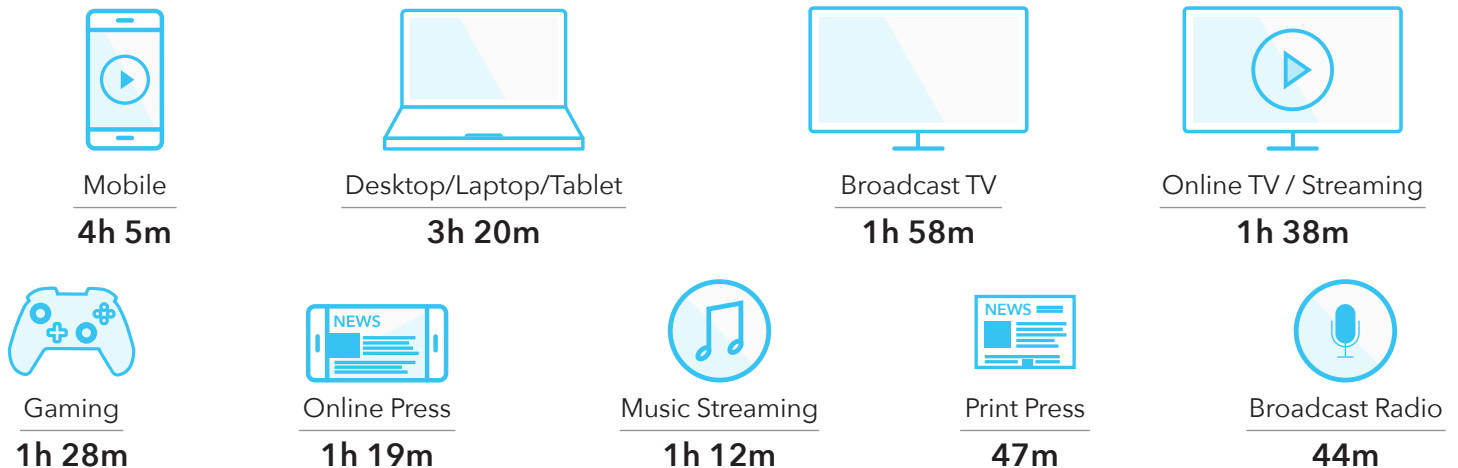 Mobile
4h 5m
Desktop/Laptop/Tablet
3h 20m
Broadcast TV
1h 58m
Online TV / Streaming
1h 38m
Gaming
1h 28m
NEWS
Online Press
1h 19m
Music Streaming
1h 12m
NEWS
Print Press
47m
Broadcast Radio
44m